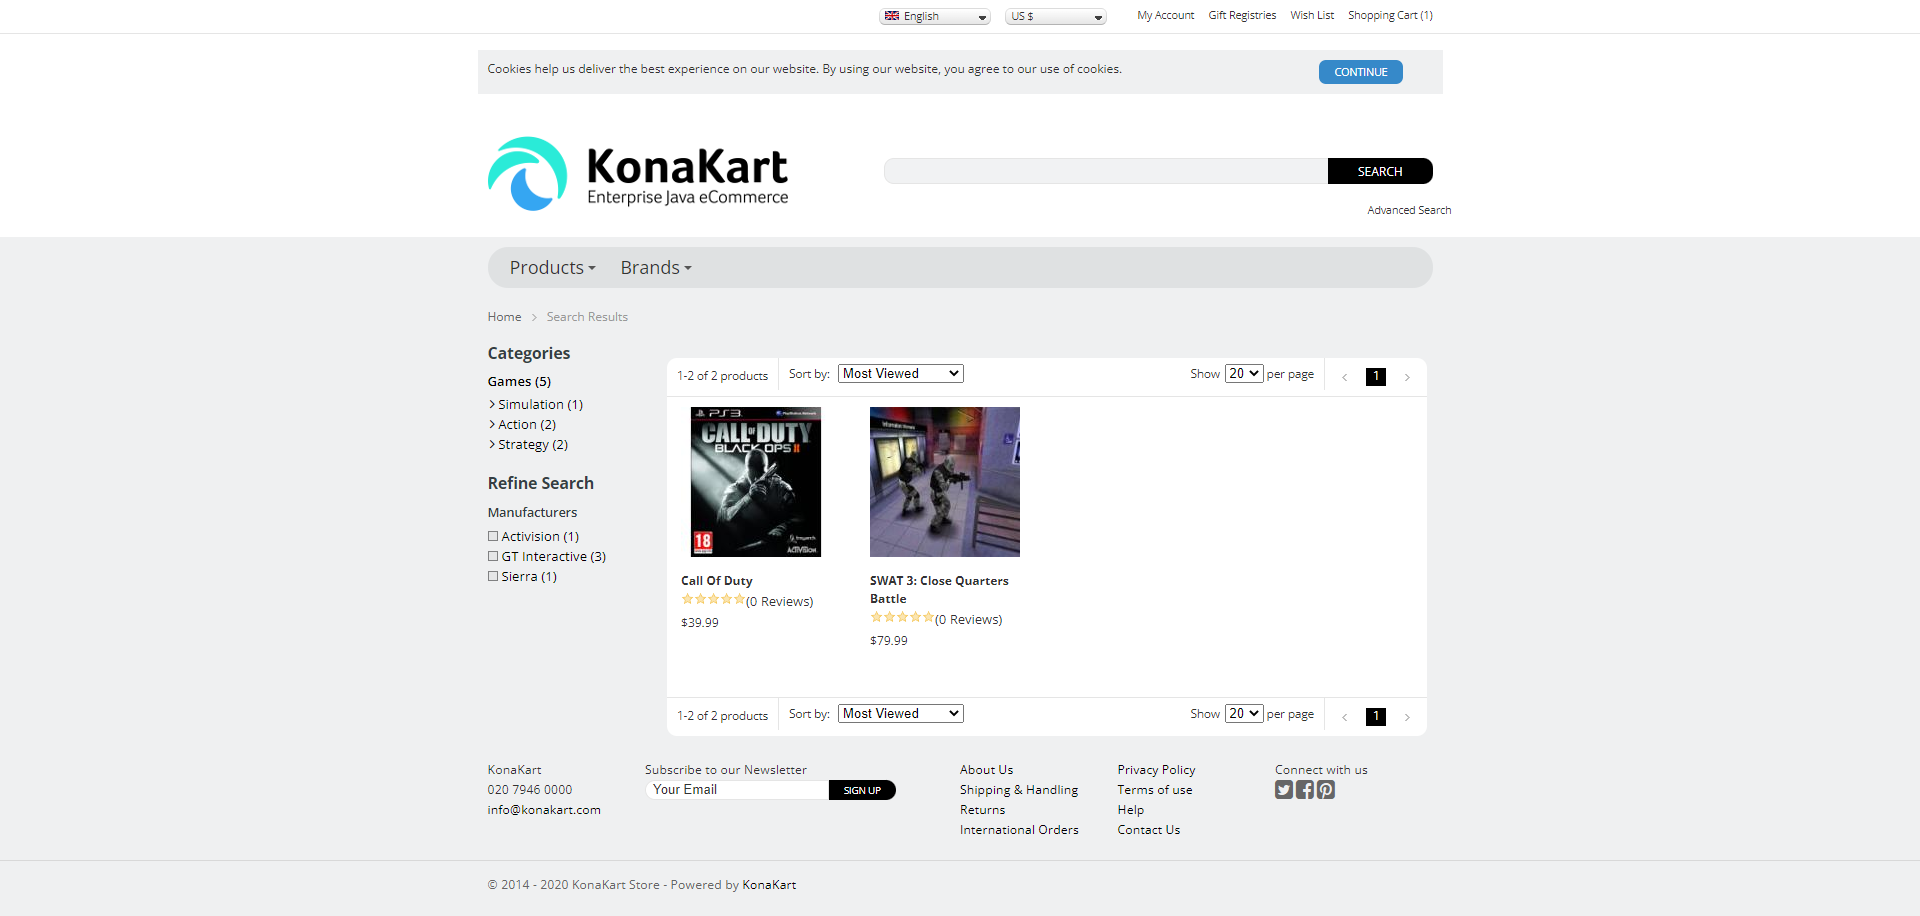 English US $ My Account Gift Registries Wish List Shopping Cart (1)
Cookies help us deliver the best experience on our website. By using our website, you agree to our use of cookies. CONTINUE
KonaKart
Enterprise Java eCommerce
SEARCH
Advanced Search
Products Brands
Home > Search Results
Categories
Games (5)
> Simulation (1)
> Action (2)
> Strategy (2)
Refine Search
Manufacturers
Activision (1)
GT Interactive (3)
Sierra (1)
1-2 of 2 products Sort by: Most Viewed Show 20 per page < 1 >
PS3
CALL OF DUTY
BLACK OPS II
18
ACTIVISION
Call Of Duty
(0 Reviews)
$39.99
SWAT 3: Close Quarters
Battle
(0 Reviews)
$79.99
1-2 of 2 products Sort by: Most Viewed Show 20 per page < 1 >
KonaKart
020 7946 0000
info@konakart.com
Subscribe to our Newsletter
Your Email SIGN UP
About Us
Shipping & Handling
Returns
International Orders
Privacy Policy
Terms of use
Help
Contact Us
Connect with us
© 2014 - 2020 KonaKart Store - Powered by KonaKart